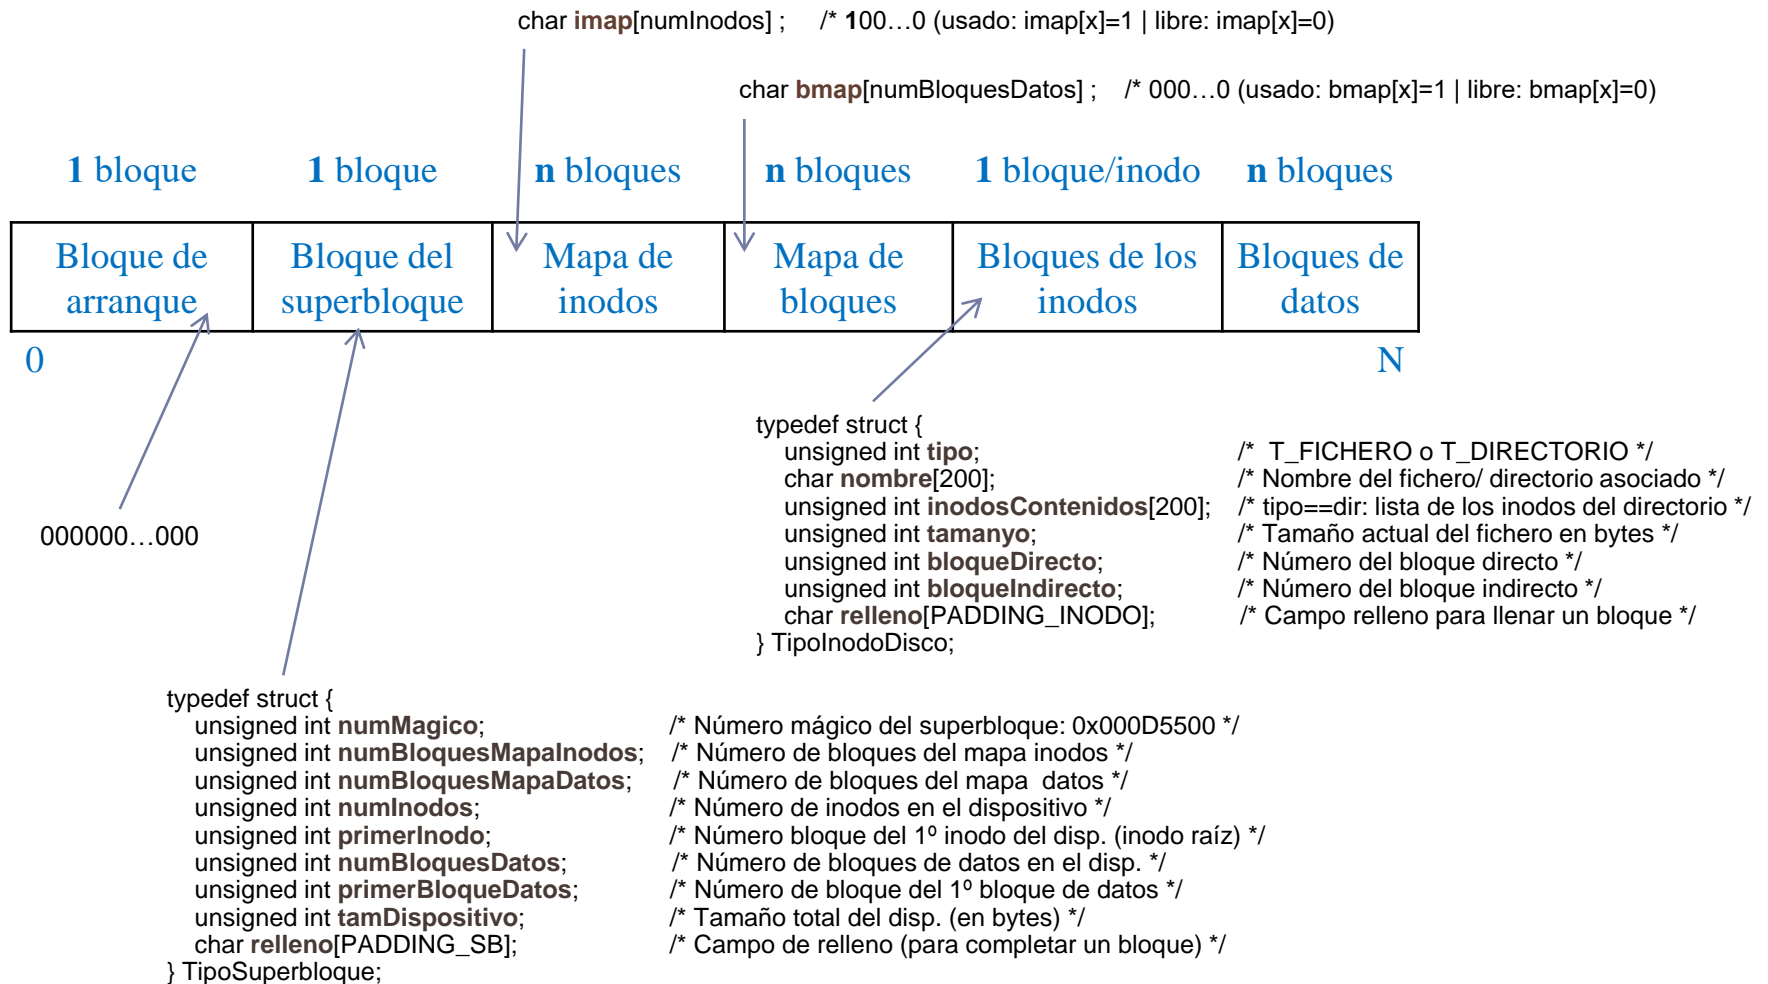 char imap[numInodos] ; /* 100…0 (usado: imap[x]=1 | libre: imap[x]=0)
char bmap[numBloquesDatos] ; /* 000…0 (usado: bmap[x]=1 | libre: bmap[x]=0)
1 bloque 1 bloque n bloques n bloques 1 bloque/inodo n bloques
Bloque de Bloque del Mapa de Mapa de Bloques de los Bloques de
arranque superbloque inodos bloques inodos datos
0 N
typedef struct {
unsigned int tipo; /* T_FICHERO o T_DIRECTORIO */
char nombre[200]; /* Nombre del fichero/ directorio asociado */
unsigned int inodosContenidos[200]; /* tipo==dir: lista de los inodos del directorio */
unsigned int tamanyo; /* Tamaño actual del fichero en bytes */
unsigned int bloqueDirecto; /* Número del bloque directo */
unsigned int bloqueIndirecto; /* Número del bloque indirecto */
char relleno[PADDING_INODO]; /* Campo relleno para llenar un bloque */
} TipoInodoDisco;
000000…000
typedef struct {
unsigned int numMagico; /* Número mágico del superbloque: 0x000D5500 */
unsigned int numBloquesMapaInodos; /* Número de bloques del mapa inodos */
unsigned int numBloquesMapaDatos; /* Número de bloques del mapa datos */
unsigned int numInodos; /* Número de inodos en el dispositivo */
unsigned int primerInodo; /* Número bloque del 1º inodo del disp. (inodo raíz) */
unsigned int numBloquesDatos; /* Número de bloques de datos en el disp. */
unsigned int primerBloqueDatos; /* Número de bloque del 1º bloque de datos */
unsigned int tamDispositivo; /* Tamaño total del disp. (en bytes) */
char relleno[PADDING_SB]; /* Campo de relleno (para completar un bloque) */
} TipoSuperbloque;